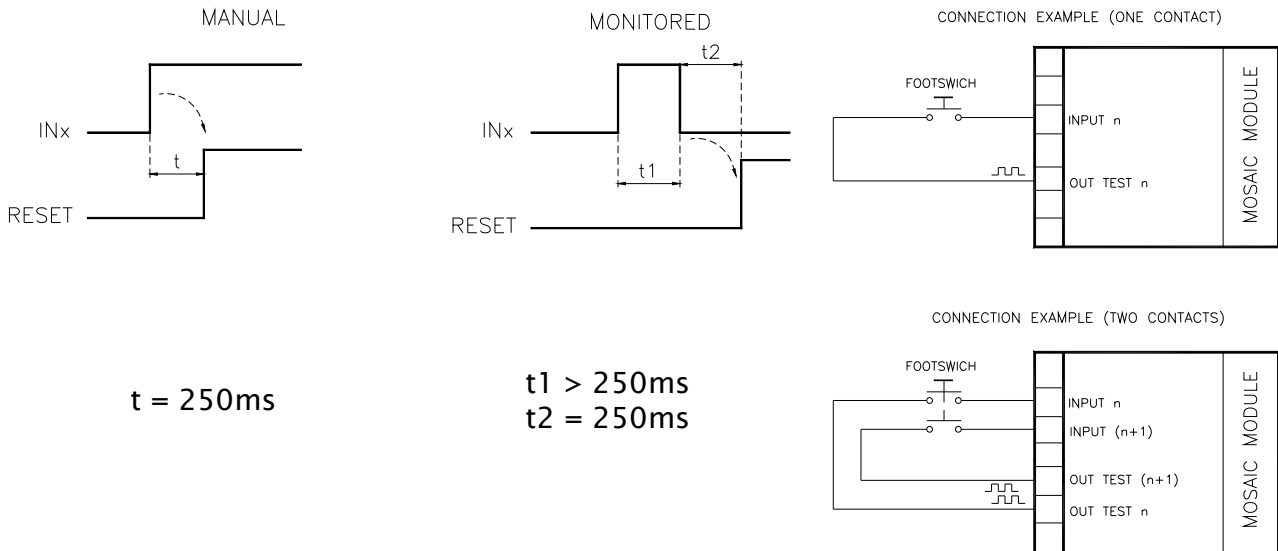 MANUAL
INx
t
RESET
t = 250ms
MONITORED
t2
INx
t1
RESET
t1 > 250ms
t2 = 250ms
CONNECTION EXAMPLE (ONE CONTACT)
FOOTSWICH
INPUT n
OUT TEST n
MOSAIC MODULE
CONNECTION EXAMPLE (TWO CONTACTS)
FOOTSWICH
INPUT n
INPUT (n+1)
OUT TEST (n+1)
OUT TEST n
MOSAIC MODULE